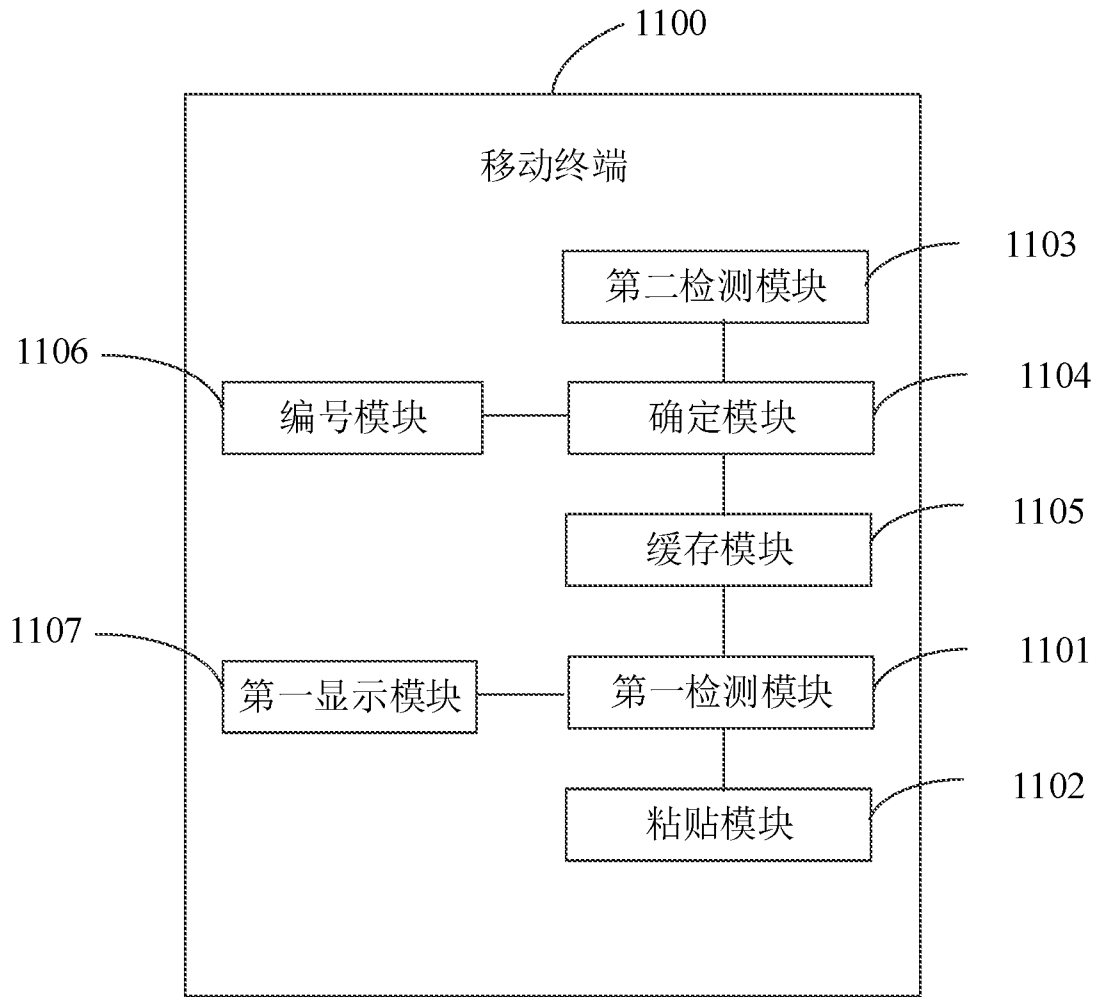 1100
移动终端
1103
第二检测模块
1106
1104
编号模块
确定模块
1105
缓存模块
1107
1101
第一显示模块
第一检测模块
1102
粘贴模块